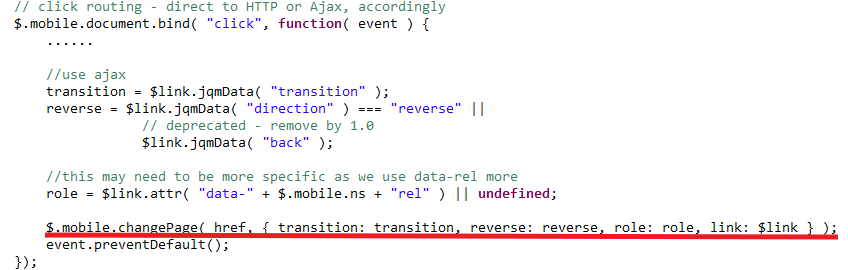 // click routing - direct to HTTP or Ajax, accordingly
$.mobile.document.bind( "click", function( event ) {
    ......

    //use ajax
    transition = $link.jqmData( "transition" );
    reverse = $link.jqmData( "direction" ) === "reverse" ||
                // deprecated - remove by 1.0
                $link.jqmData( "back" );

    //this may need to be more specific as we use data-rel more
    role = $link.attr( "data-" + $.mobile.ns + "rel" ) || undefined;

    $.mobile.changePage( href, { transition: transition, reverse: reverse, role: role, link: $link } );
    event.preventDefault();
});